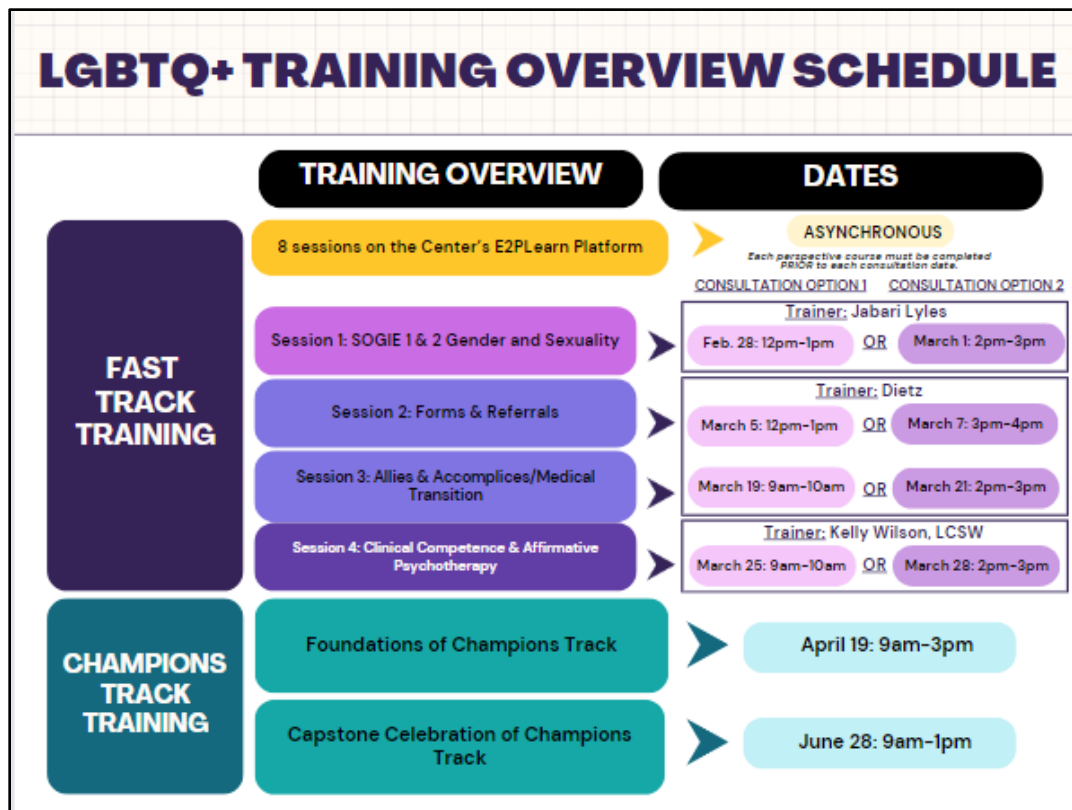 LGBTQ+ TRAINING OVERVIEW SCHEDULE
TRAINING OVERVIEW
DATES
FAST
TRACK
TRAINING
8 sessions on the Center's E2PLearn Platform
ASYNCHRONOUS
Each perspective course must be completed
PRIOR to each consultation date.
CONSULTATION OPTION 1
CONSULTATION OPTION 2
Session 1: SOGIE 1 & 2 Gender and Sexuality
Trainer: Jabari Lyles
Feb. 28: 12pm-1pm
OR
March 1: 2pm-3pm
Session 2: Forms & Referrals
Trainer: Dietz
March 5: 12pm-1pm
OR
March 7: 3pm-4pm
Session 3: Allies & Accomplices/Medical
Transition
March 19: 9am-10am
OR
March 21: 2pm-3pm
Session 4: Clinical Competence & Affirmative
Psychotherapy
Trainer: Kelly Wilson, LCSW
March 25: 9am-10am
OR
March 28: 2pm-3pm
CHAMPIONS
TRACK
TRAINING
Foundations of Champions Track
April 19: 9am-3pm
Capstone Celebration of Champions
Track
June 28: 9am-1pm